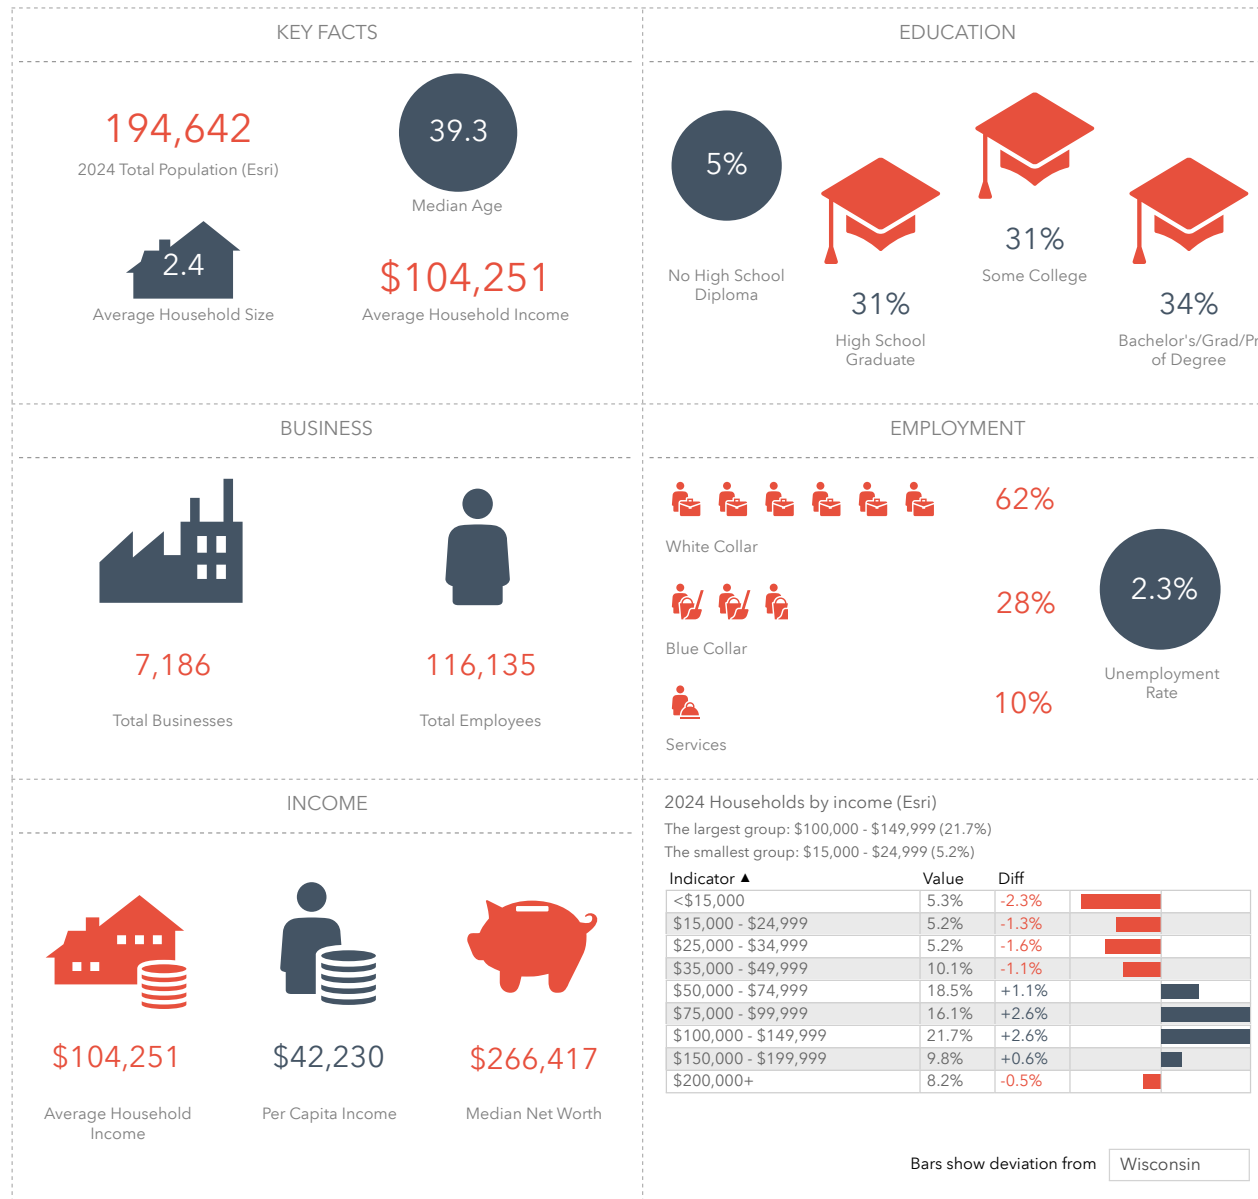 KEY FACTS
194,642
2024 Total Population (Esri)
39.3
Median Age
2.4
Average Household Size
$104,251
Average Household Income
EDUCATION
5%
No High School
Diploma
31%
High School
Graduate
31%
Some College
34%
Bachelor's/Grad/Pr
of Degree
BUSINESS
7,186
Total Businesses
116,135
Total Employees
EMPLOYMENT
62%
White Collar
28%
Blue Collar
10%
Services
2.3%
Unemployment
Rate
INCOME
$104,251
Average Household
Income
$42,230
Per Capita Income
$266,417
Median Net Worth
2024 Households by income (Esri)
The largest group: $100,000 - $149,999 (21.7%)
The smallest group: $15,000 - $24,999 (5.2%)
Indicator ▲ Value Diff
<$15,000 5.3% -2.3%
$15,000 - $24,999 5.2% -1.3%
$25,000 - $34,999 5.2% -1.6%
$35,000 - $49,999 10.1% -1.1%
$50,000 - $74,999 18.5% +1.1%
$75,000 - $99,999 16.1% +2.6%
$100,000 - $149,999 21.7% +2.6%
$150,000 - $199,999 9.8% +0.6%
$200,000+ 8.2% -0.5%
Bars show deviation from Wisconsin